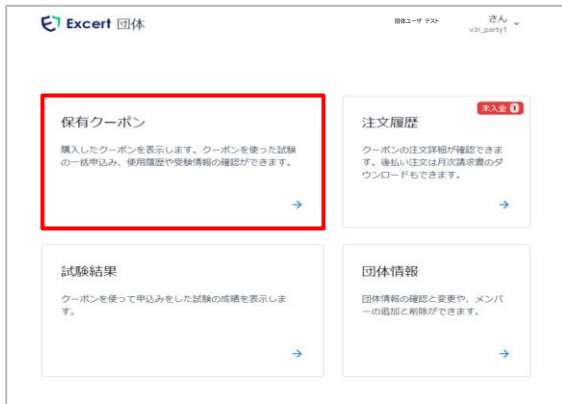 Excert 団体
団体ユーザ テスト さん
v3r_party1
保有クーポン
購入したクーポンを表示します。クーポンを使った試験
の一括申込み、使用履歴や受験情報の確認ができます。
→
未入金 1
注文履歴
クーポンの注文詳細が確認できま
す。後払い注文は月次請求書のダ
ウンロードもできます。
→
試験結果
クーポンを使って申込みをした試験の成績を表示しま
す。
→
団体情報
団体情報の確認と変更や、メンバ
ーの追加と削除ができます。
→